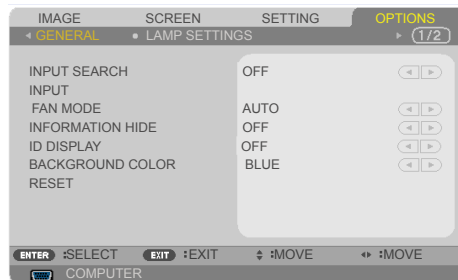 IMAGE SCREEN SETTING OPTIONS
GENERAL • LAMP SETTINGS (1/2)
INPUT SEARCH OFF
INPUT
FAN MODE AUTO
INFORMATION HIDE OFF
ID DISPLAY OFF
BACKGROUND COLOR BLUE
RESET
ENTER :SELECT EXIT :EXIT :MOVE :MOVE
COMPUTER